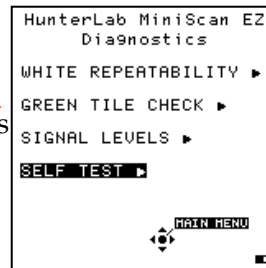 HunterLab MiniScan EZ
Diagnostics
WHITE REPEATABILITY ►
GREEN TILE CHECK ►
S
SIGNAL LEVELS ►
SELF TEST ►
MAIN MENU